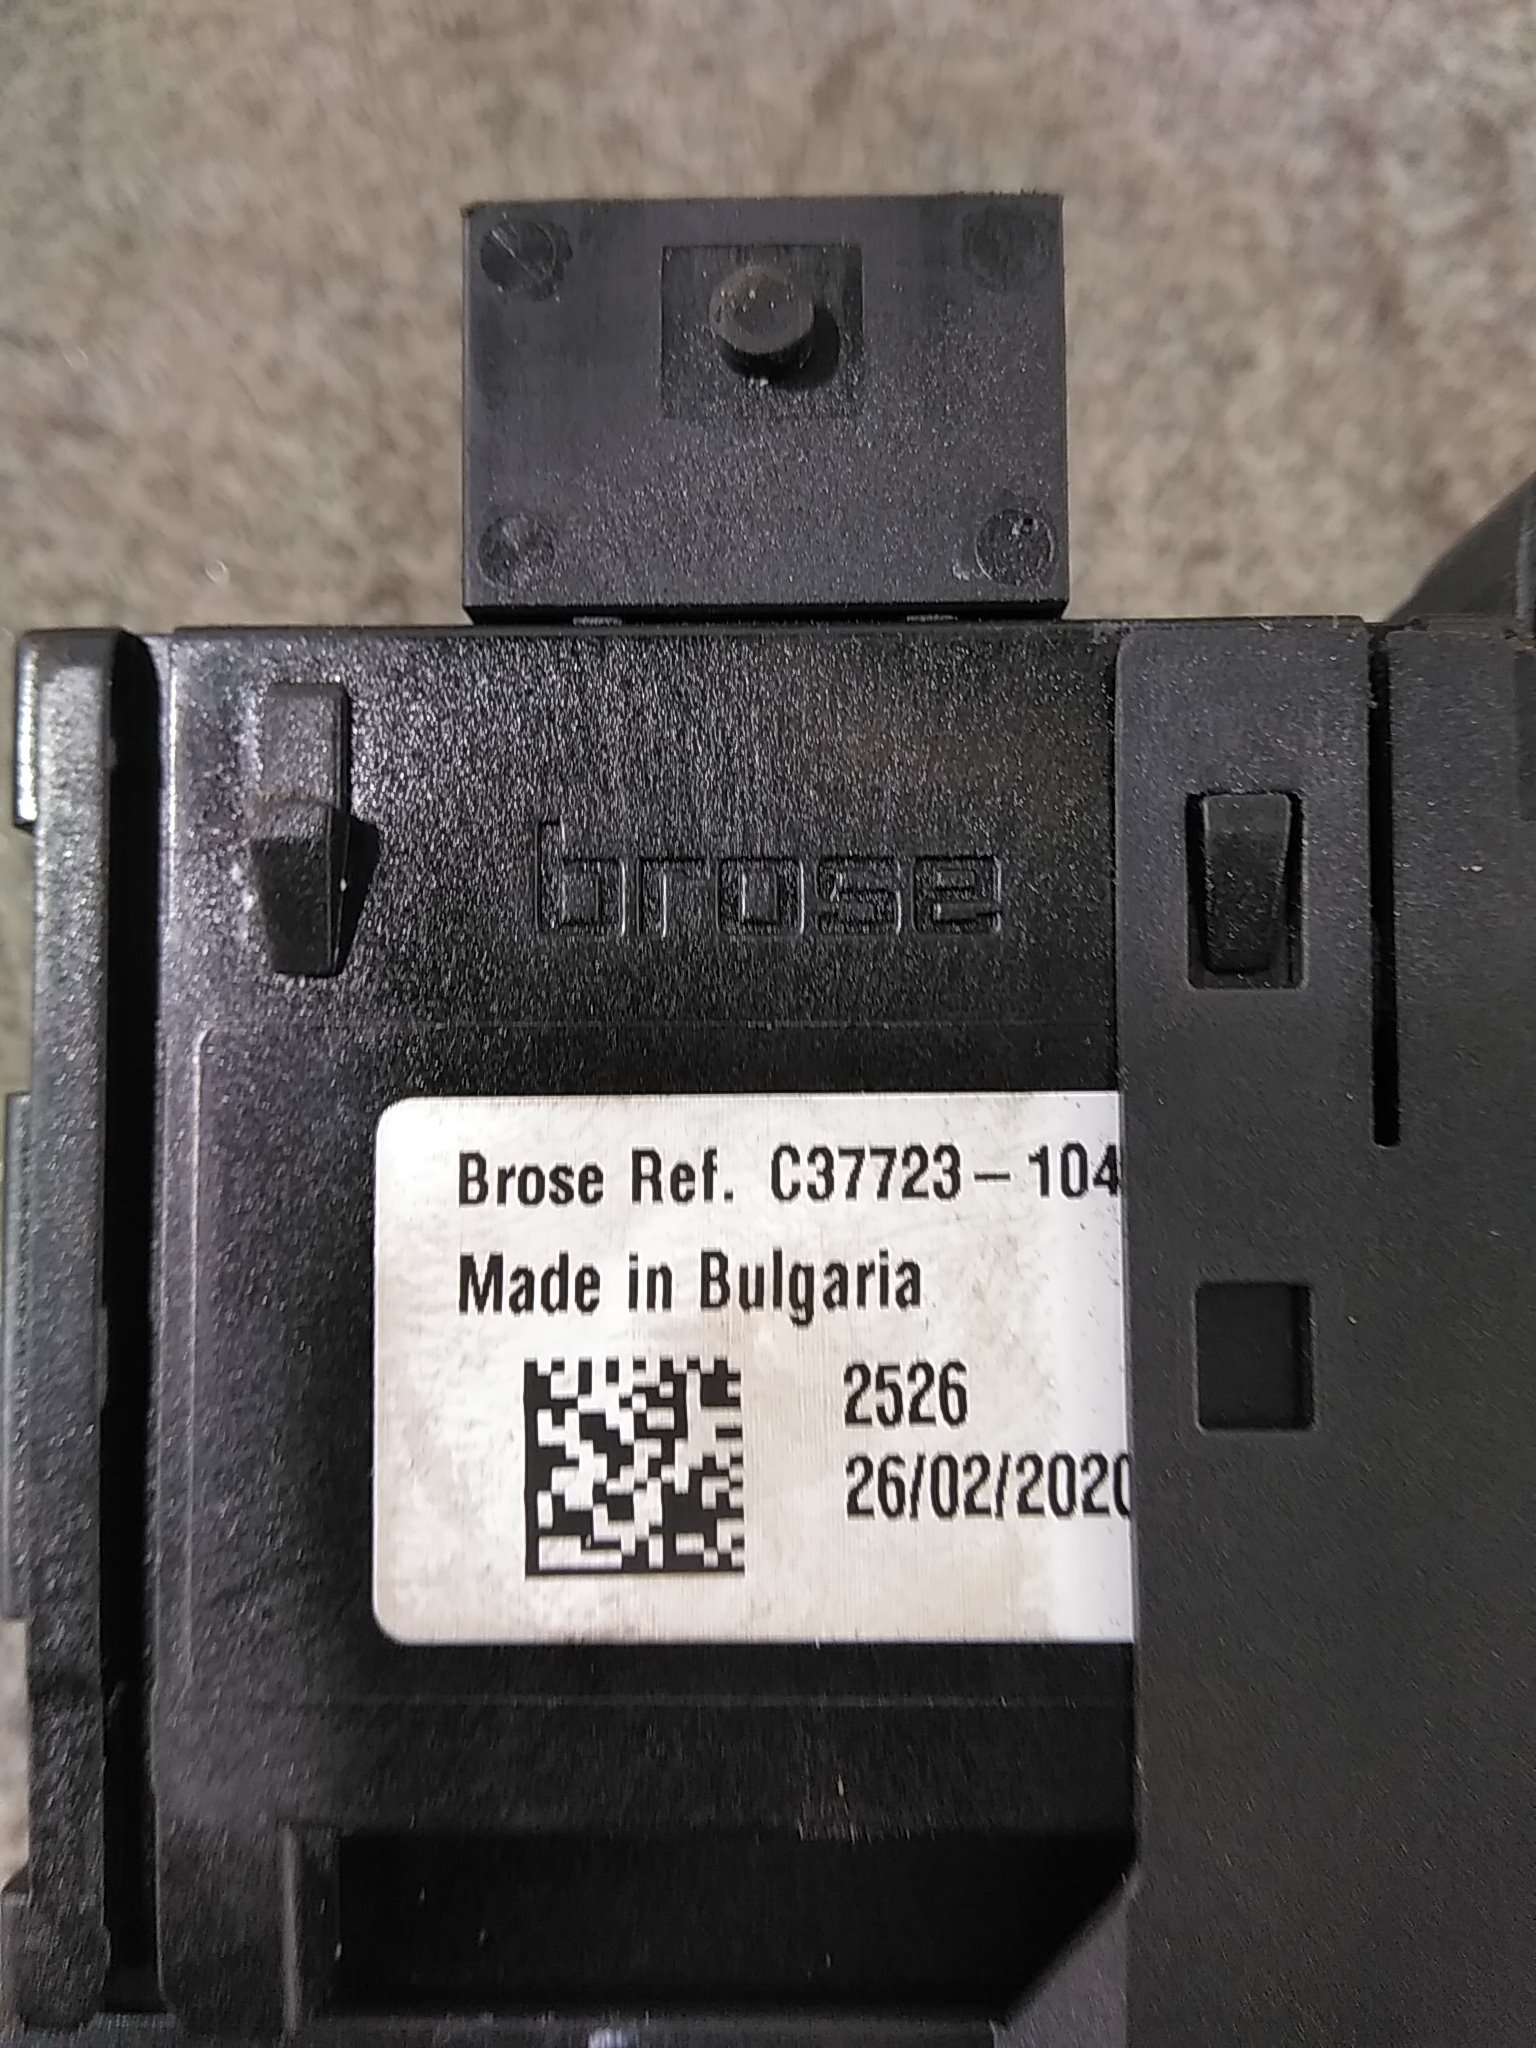 brose
Brose Ref. C37723-104
Made in Bulgaria
2526
26/02/2020